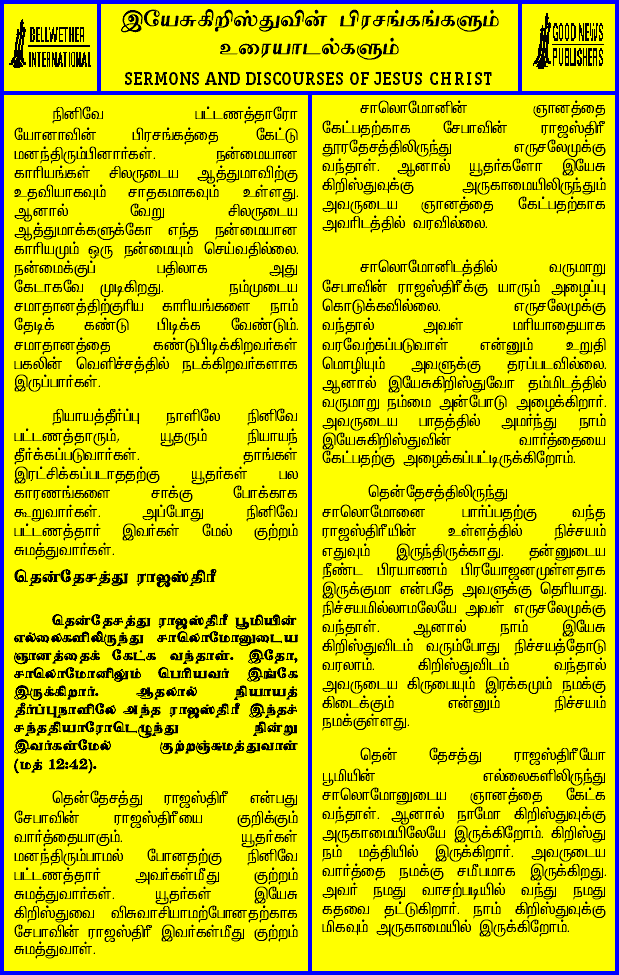 BELLWETHER
INTERNATIONAL
இயேசுகிறிஸ்துவின் பிரசங்கங்களும்
உரையாடல்களும்
SERMONS AND DISCOURSES OF JESUS CHRIST
GOOD NEWS
PUBLISHERS
நினிவே பட்டணத்தாரோ
யோனாவின் பிரசங்கத்தை கேட்டு
மனந்திரும்பினார்கள். நன்மையான
காரியங்கள் சிலருடைய ஆத்துமாவிற்கு
உதவியாகவும் சாதகமாகவும் உள்ளது.
ஆனால் வேறு சிலருடைய
ஆத்துமாக்களுக்கோ எந்த நன்மையான
காரியமும் ஒரு நன்மையும் செய்வதில்லை.
நன்மைக்குப் பதிலாக அது
கேடாகவே முடிகிறது. நம்முடைய
சமாதானத்திற்குரிய காரியங்களை நாம்
தேடிக் கண்டு பிடிக்க வேண்டும்.
சமாதானத்தை கண்டுபிடிக்கிறவர்கள்
பகலின் வெளிச்சத்தில் நடக்கிறவர்களாக
இருப்பார்கள்.
நியாயத்தீர்ப்பு நாளிலே நினிவே
பட்டணத்தாரும், யூதரும் நியாயந்
தீர்க்கப்படுவார்கள். தாங்கள்
இரட்சிக்கப்படாததற்கு யூதர்கள் பல
காரணங்களை சாக்கு போக்காக
கூறுவார்கள். அப்போது நினிவே
பட்டணத்தார் இவர்கள் மேல் குற்றம்
சுமத்துவார்கள்.
தென்தேசத்து ராஜஸ்திரீ
தென்தேசத்து ராஜஸ்திரீ பூமியின்
எல்லைகளிலிருந்து சாலொமோனுடைய
ஞானத்தைக் கேட்க வந்தாள். இதோ,
சாலொமோனிலும் பெரியவர் இங்கே
இருக்கிறார். ஆதலால் நியாயத்
தீர்ப்புநாளிலே அந்த ராஜஸ்திரீ இந்தச்
சந்ததியாரோடெழுந்து நின்று
இவர்கள்மேல் குற்றஞ்சுமத்துவாள்
(மத் 12:42).
தென்தேசத்து ராஜஸ்திரீ என்பது
சேபாவின் ராஜஸ்திரீயை குறிக்கும்
வார்த்தையாகும். யூதர்கள்
மனந்திரும்பாமல் போனதற்கு நினிவே
பட்டணத்தார் அவர்கள்மீது குற்றம்
சுமத்துவார்கள். யூதர்கள் இயேசு
கிறிஸ்துவை விசுவாசியாமற்போனதற்காக
சேபாவின் ராஜஸ்திரீ இவர்கள்மீது குற்றம்
சுமத்துவாள்.
சாலொமோனின் ஞானத்தை
கேட்பதற்காக சேபாவின் ராஜஸ்திரீ
தூரதேசத்திலிருந்து எருசலேமுக்கு
வந்தாள். ஆனால் யூதர்களோ இயேசு
கிறிஸ்துவுக்கு அருகாமையிலிருந்தும்
அவருடைய ஞானத்தை கேட்பதற்காக
அவரிடத்தில் வரவில்லை.
சாலொமோனிடத்தில் வருமாறு
சேபாவின் ராஜஸ்திரீக்கு யாரும் அழைப்பு
கொடுக்கவில்லை. எருசலேமுக்கு
வந்தால் அவள் மரியாதையாக
வரவேற்கப்படுவாள் என்னும் உறுதி
மொழியும் அவளுக்கு தரப்படவில்லை.
ஆனால் இயேசுகிறிஸ்துவோ தம்மிடத்தில்
வருமாறு நம்மை அன்போடு அழைக்கிறார்.
அவருடைய பாதத்தில் அமர்ந்து நாம்
இயேசுகிறிஸ்துவின் வார்த்தையை
கேட்பதற்கு அழைக்கப்பட்டிருக்கிறோம்.
தென்தேசத்திலிருந்து
சாலொமோனை பார்ப்பதற்கு வந்த
ராஜஸ்திரீயின் உள்ளத்தில் நிச்சயம்
எதுவும் இருந்திருக்காது. தன்னுடைய
நீண்ட பிரயாணம் பிரயோஜனமுள்ளதாக
இருக்குமா என்பதே அவளுக்கு தெரியாது.
நிச்சயமில்லாமலேயே அவள் எருசலேமுக்கு
வந்தாள். ஆனால் நாம் இயேசு
கிறிஸ்துவிடம் வரும்போது நிச்சயத்தோடு
வரலாம். கிறிஸ்துவிடம் வந்தால்
அவருடைய கிருபையும் இரக்கமும் நமக்கு
கிடைக்கும் என்னும் நிச்சயம்
நமக்குள்ளது.
தென் தேசத்து ராஜஸ்திரீயோ
பூமியின் எல்லைகளிலிருந்து
சாலொமோனுடைய ஞானத்தை கேட்க
வந்தாள். ஆனால் நாமோ கிறிஸ்துவுக்கு
அருகாமையிலேயே இருக்கிறோம். கிறிஸ்து
நம் மத்தியில் இருக்கிறார். அவருடைய
வார்த்தை நமக்கு சமீபமாக இருக்கிறது.
அவர் நமது வாசற்படியில் வந்து நமது
கதவை தட்டுகிறார். நாம் கிறிஸ்துவுக்கு
மிகவும் அருகாமையில் இருக்கிறோம்.